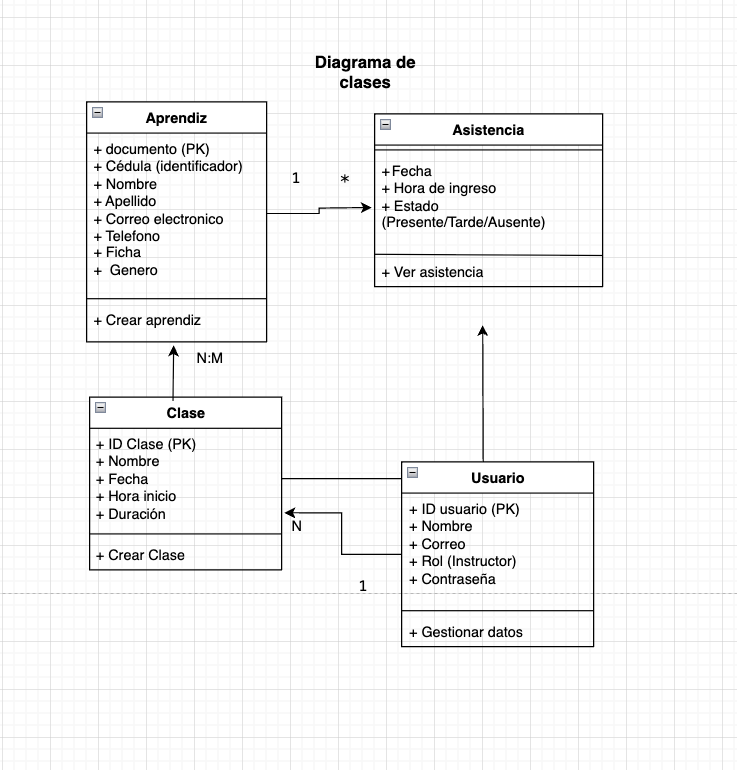 Diagrama de
clases
Aprendiz
+ documento (PK)
+ Cédula (identificador)
+ Nombre
+ Apellido
+ Correo electronico
+ Telefono
+ Ficha
+ Genero
+ Crear aprendiz
1
*
Asistencia
+Fecha
+ Hora de ingreso
+ Estado
(Presente/Tarde/Ausente)
+ Ver asistencia
N:M
Clase
+ ID Clase (PK)
+ Nombre
+ Fecha
+ Hora inicio
+ Duración
+ Crear Clase
N
1
Usuario
+ ID usuario (PK)
+ Nombre
+ Correo
+ Rol (Instructor)
+ Contraseña
+ Gestionar datos